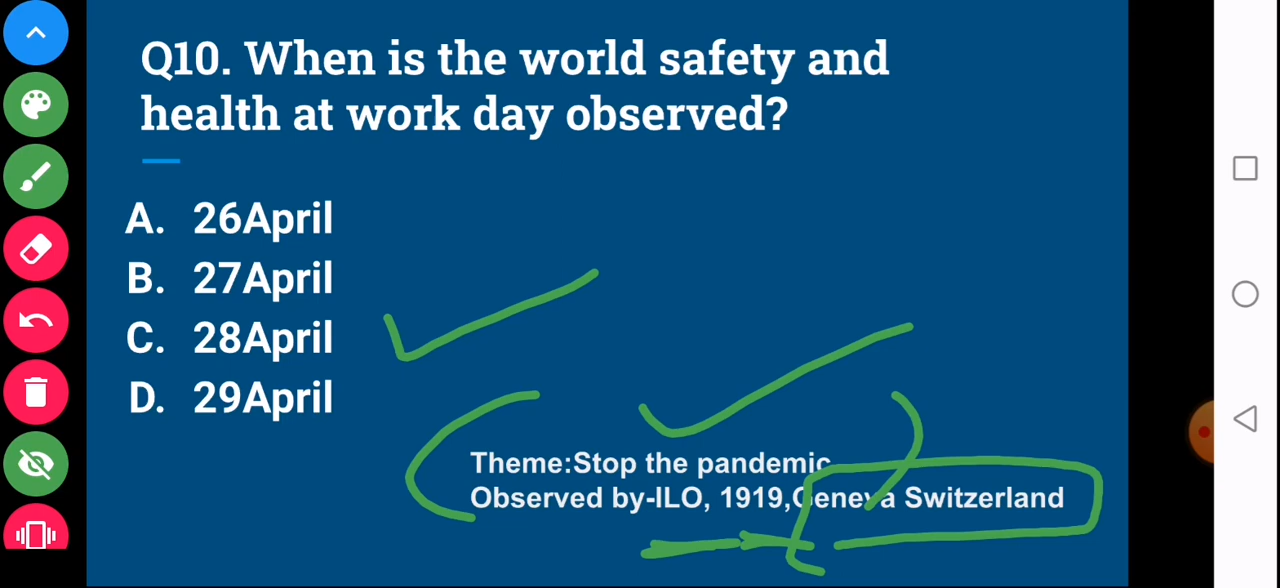 Q10. When is the world safety and
health at work day observed?
A. 26April
B. 27April
C. 28April
D. 29April
Theme:Stop the pandemic
Observed by-ILO, 1919,Geneva Switzerland